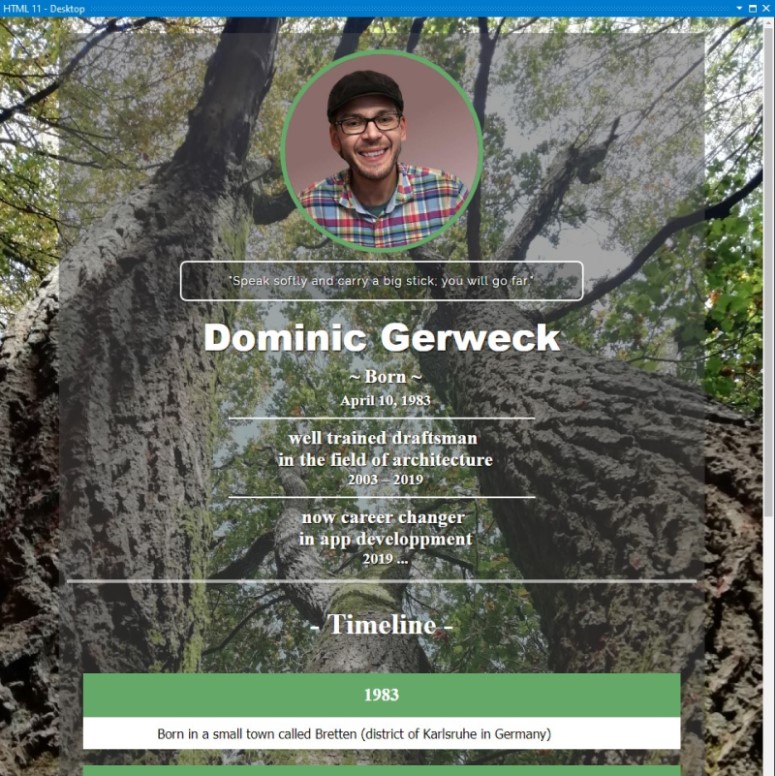 HTML 11 - Desktop
"Speak softly and carry a big stick; you will go far"
Dominic Gerweck
~ Born ~
April 10, 1983
well trained draftsman
in the field of architecture
2003 – 2019
now career changer
in app developpment
2019 ...
- Timeline -
1983
Born in a small town called Bretten (district of Karlsruhe in Germany)